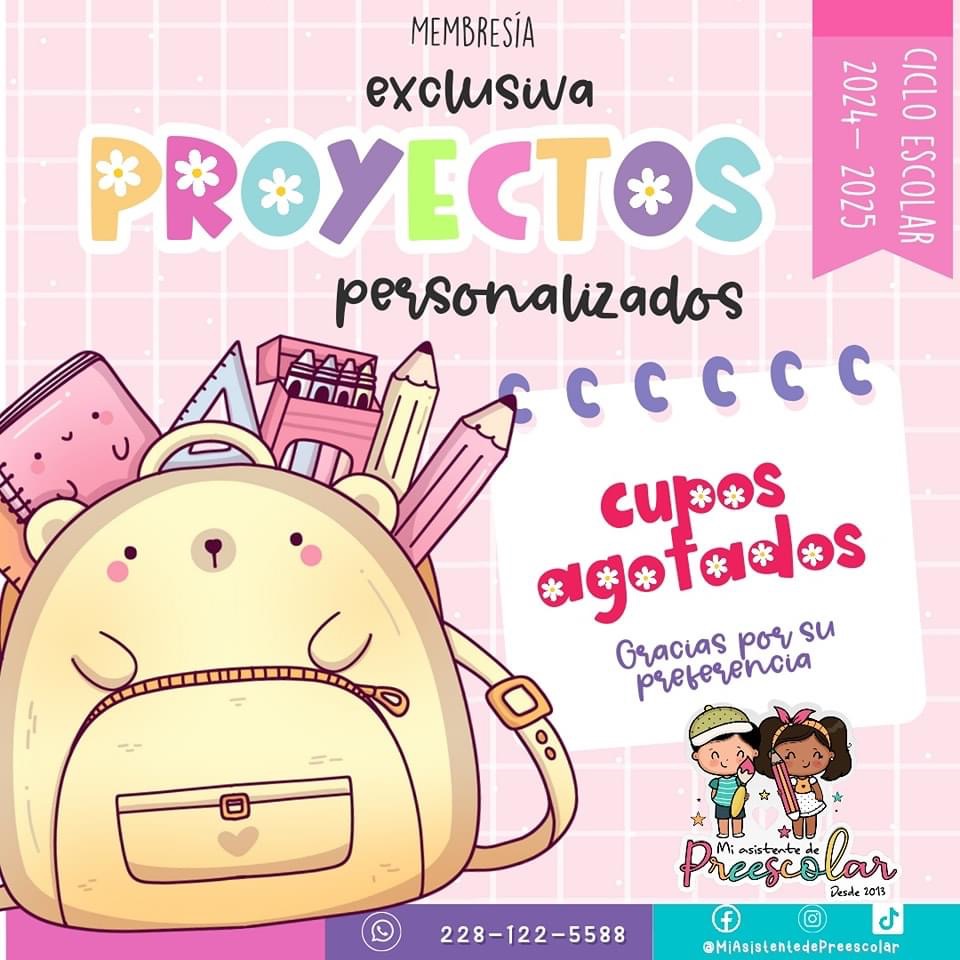 MEMBRESÍA
exclusiva
PROYECTOS
personalizados
CICLO ESCOLAR
2024- 2025
cupos
agotados
Gracias por su
preferencia
Mi asistente de
Preescolar
Desde 2013
228-122-5588
@MiAsistentedePreescolar